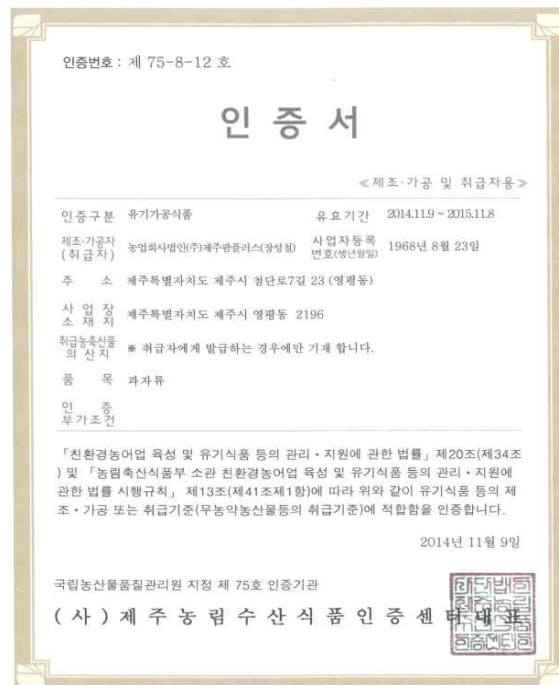 인증번호 : 제 75-8-12 호
인 증 서
≪제조·가공 및 취급자용≫
인증구분 유기가공식품 유효기간 2014.11.9 ~ 2015.11.8
제조·가공자 (취급자) 농업회사법인(주)제주팜플러스(장성철) 사업자등록 번호(생년월일) 1968년 8월 23일
주 소 제주특별자치도 제주시 첨단로7길 23 (영평동)
사 업 장 소 재 지 제주특별자치도 제주시 영평동 2196
취급농축산물 의 산 지 ※ 취급자에게 발급하는 경우에만 기재 합니다.
품 목 과자류
인 증 부가조건
「친환경농어업 육성 및 유기식품 등의 관리·지원에 관한 법률」제20조(제34조
) 및 「농림축산식품부 소관 친환경농어업 육성 및 유기식품 등의 관리·지원에
관한 법률 시행규칙」 제13조(제41조제1항)에 따라 위와 같이 유기식품 등의 제
조·가공 또는 취급기준(무농약농산물등의 취급기준)에 적합함을 인증합니다.
2014년 11월 9일
국립농산물품질관리원 지정 제 75호 인증기관
( 사 ) 제 주 농 림 수 산 식 품 인 증 센 터 대 표